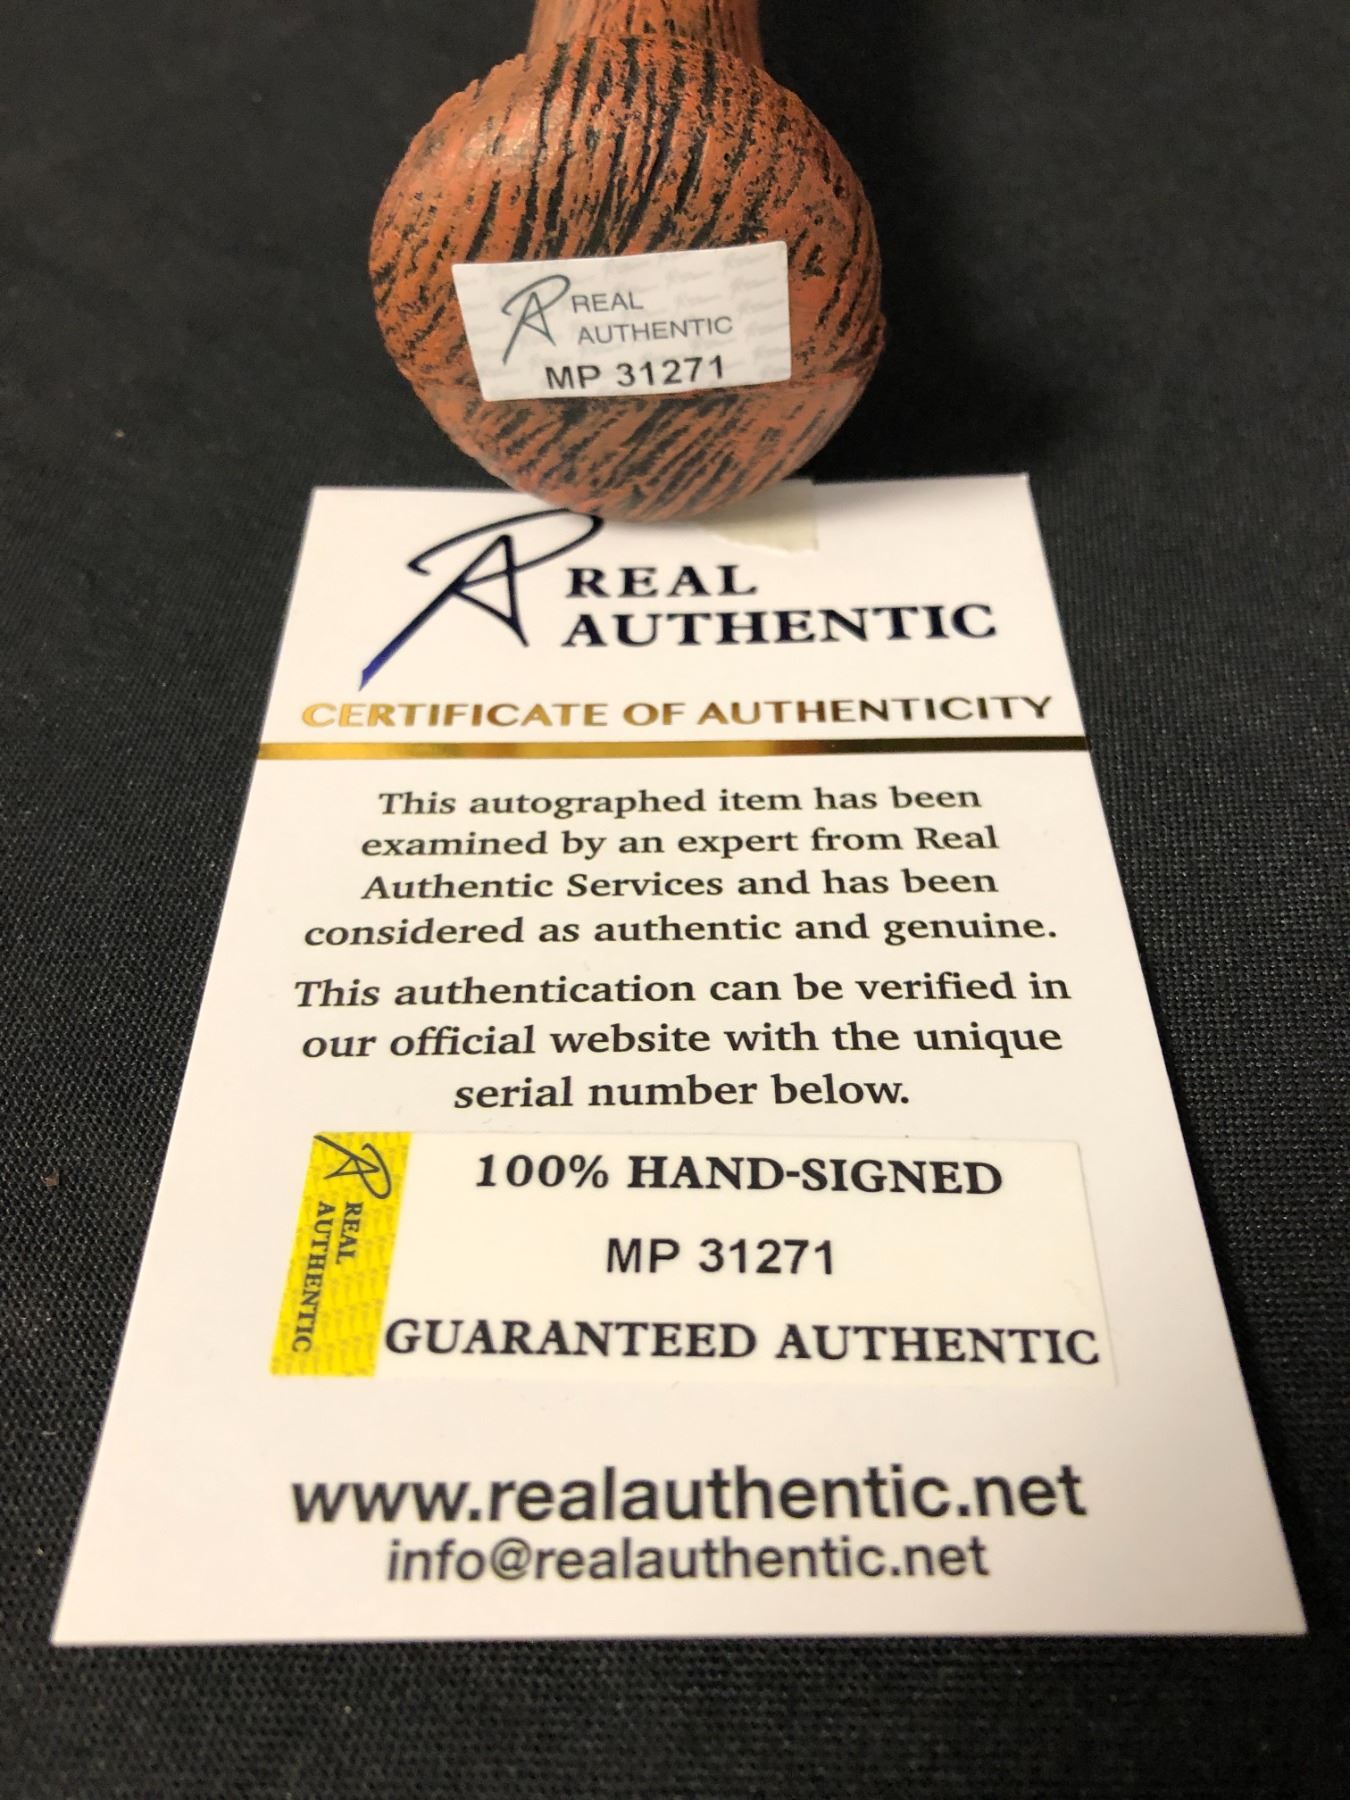 REAL
AUTHENTIC
MP 31271
REAL
AUTHENTIC
CERTIFICATE OF AUTHENTICITY
This autographed item has been
examined by an expert from Real
Authentic Services and has been
considered as authentic and genuine.
This authentication can be verified in
our official website with the unique
serial number below.
REAL
AUTHENTIC
100% HAND-SIGNED
MP 31271
GUARANTEED AUTHENTIC
www.realauthentic.net
info@realauthentic.net